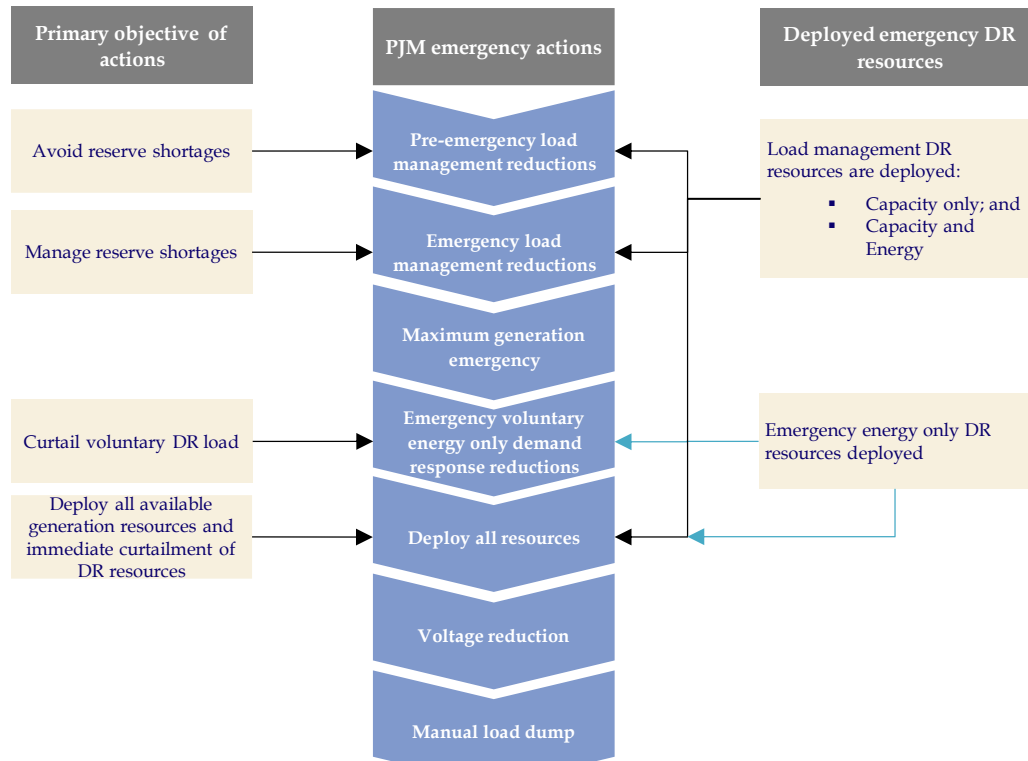 Primary objective of
actions
PJM emergency actions
Deployed emergency DR
resources
Avoid reserve shortages
Pre-emergency load
management reductions
Load management DR
resources are deployed:
▪ Capacity only; and
▪ Capacity and
Energy
Manage reserve shortages
Emergency load
management reductions
Maximum generation
emergency
Curtail voluntary DR load
Emergency voluntary
energy only demand
response reductions
Emergency energy only DR
resources deployed
Deploy all available
generation resources and
immediate curtailment of
DR resources
Deploy all resources
Voltage reduction
Manual load dump